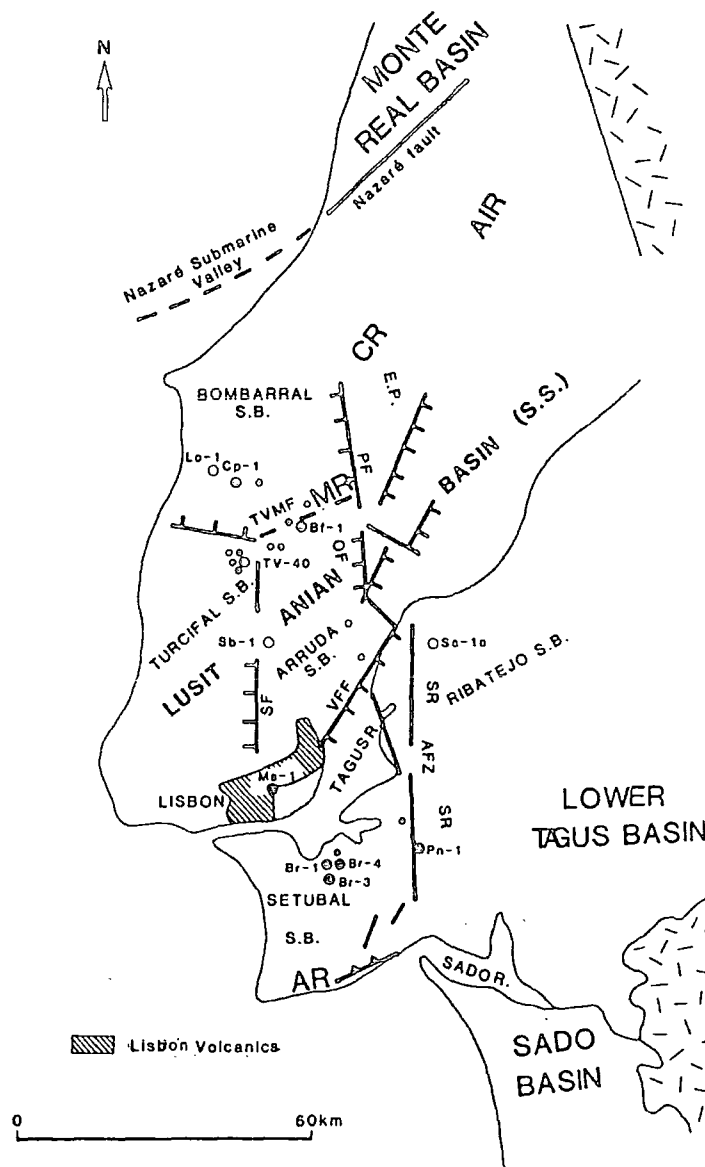 N
MONTE
REAL BASIN
Nazaré fault
Nazaré Submarine
Valley
AIR
CR
E.P.
BOMBARRAL
S.B.
BASIN (S.S.)
PF
Lo-1
Cp-1
TVMF
MR
Bf-1
OF
TV-40
TURCIFAL S.B.
LUSIT
ANIAN
Sb-1
ARRUDA
S.B.
Sa-1a
SR
RIBATEJO S.B.
SF
VFF
TAGUSR
AFZ
Mo-1
LISBON
SR
LOWER
TAGUS BASIN
Pn-1
Br-1
Br-4
Br-3
SETUBAL
S.B.
AR
SADOR.
SADO
BASIN
Lisbon Volcanics
0
60km